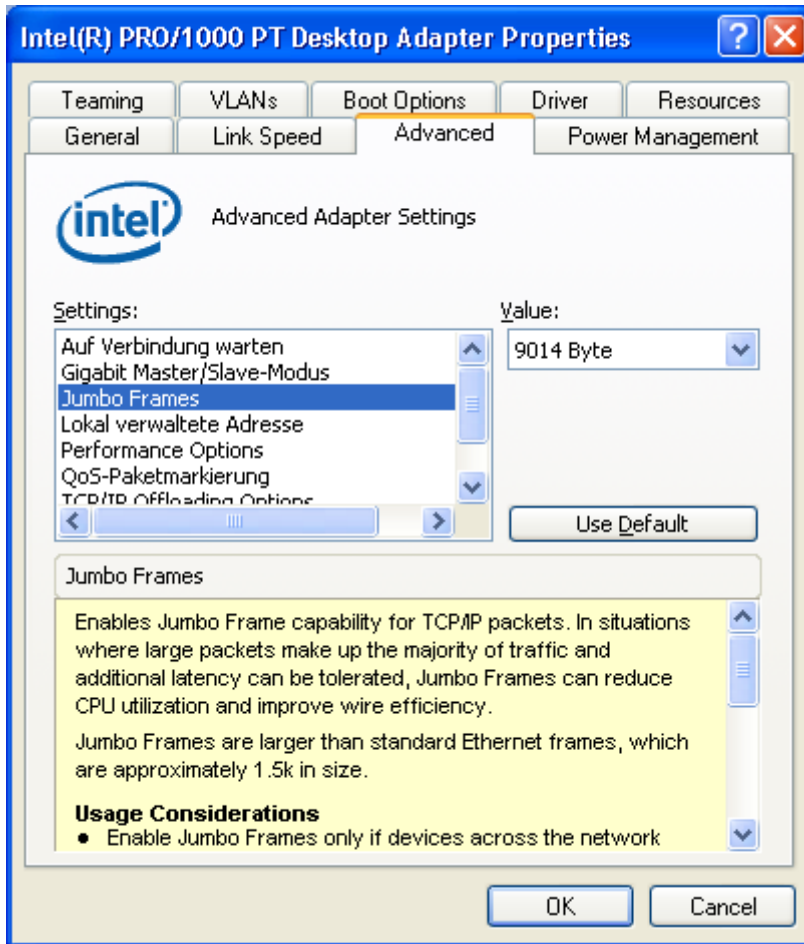 Intel(R) PRO/1000 PT Desktop Adapter Properties
Teaming VLANs Boot Options Driver Resources
General Link Speed Advanced Power Management
intel
Advanced Adapter Settings
Settings:
Value:
Auf Verbindung warten
Gigabit Master/Slave-Modus
Jumbo Frames
Lokal verwaltete Adresse
Performance Options
QoS-Paketmarkierung
TCP/IP Offloading Options
9014 Byte
Use Default
Jumbo Frames
Enables Jumbo Frame capability for TCP/IP packets. In situations
where large packets make up the majority of traffic and
additional latency can be tolerated, Jumbo Frames can reduce
CPU utilization and improve wire efficiency.
Jumbo Frames are larger than standard Ethernet frames, which
are approximately 1.5k in size.
Usage Considerations
● Enable Jumbo Frames only if devices across the network
OK Cancel